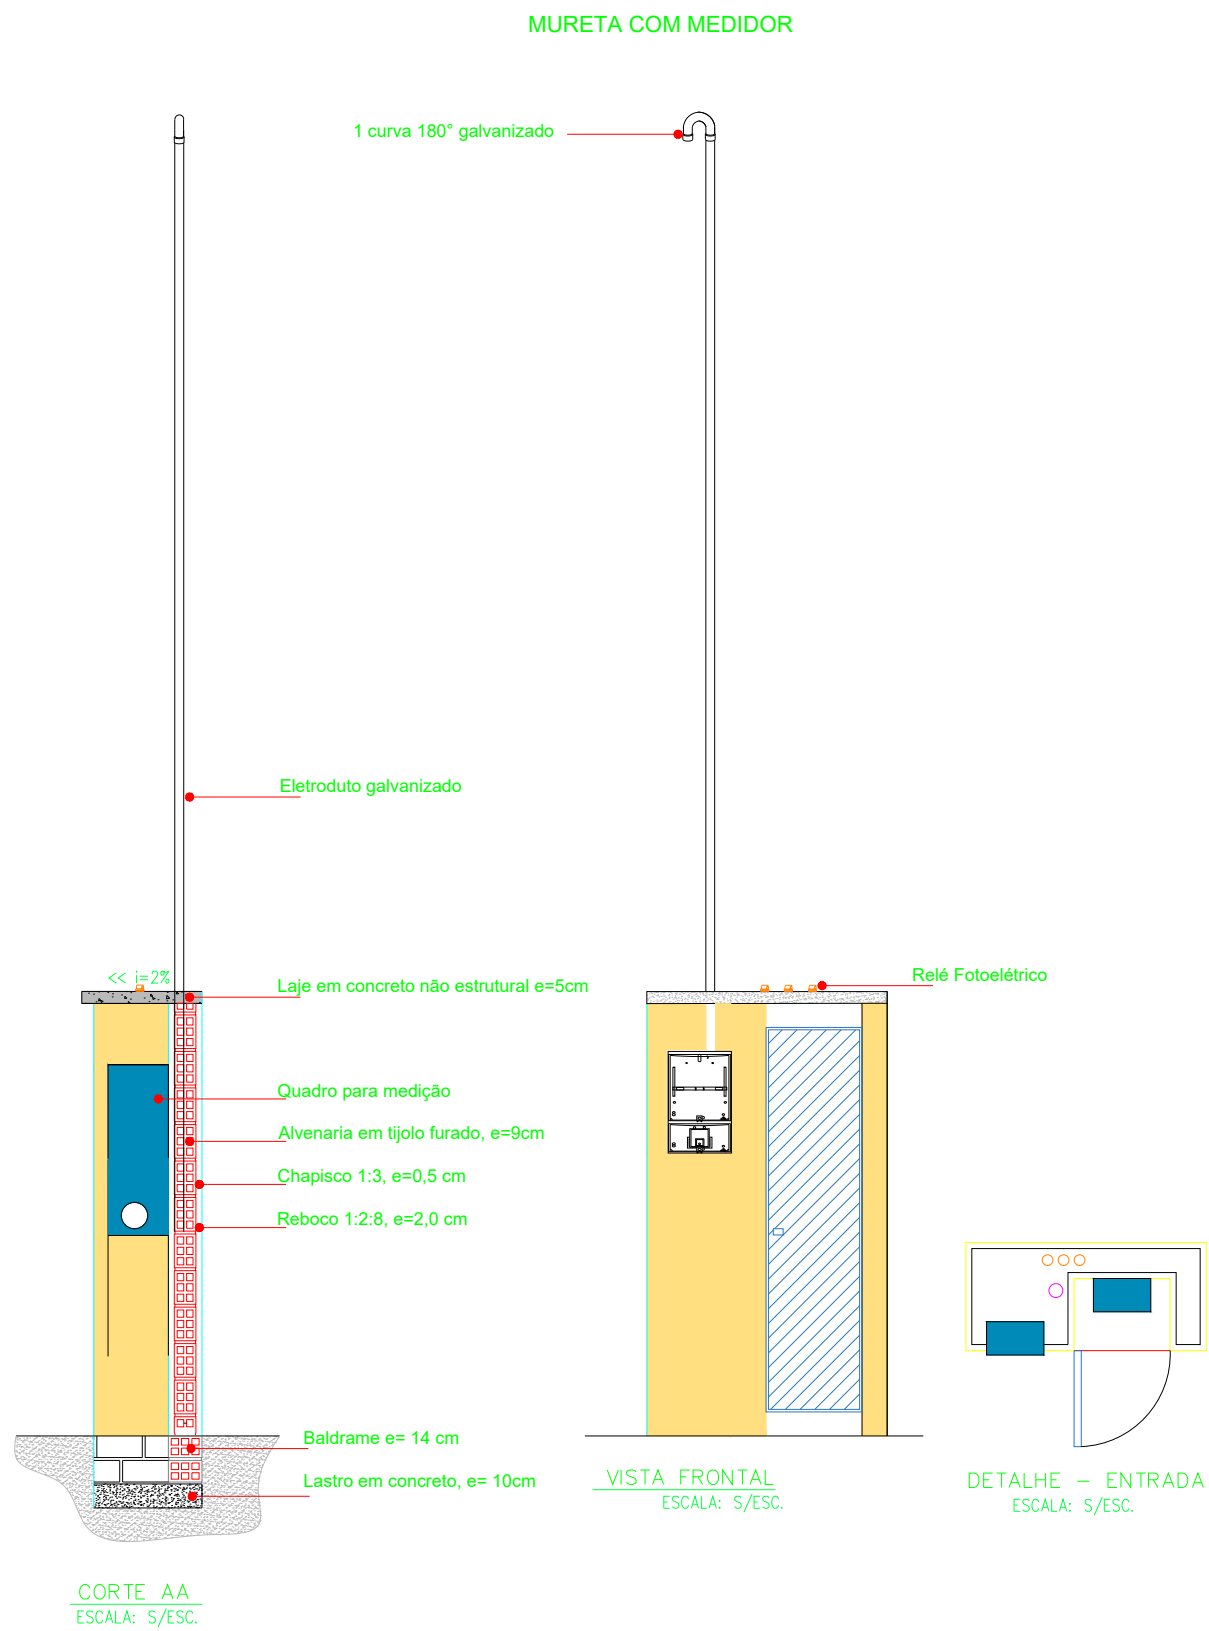 MURETA COM MEDIDOR
1 curva 180° galvanizado
Eletroduto galvanizado
<< i=2%
Laje em concreto não estrutural e=5cm
Relé Fotoelétrico
Quadro para medição
Alvenaria em tijolo furado, e=9cm
Chapisco 1:3, e=0,5 cm
Reboco 1:2:8, e=2,0 cm
Baldrame e= 14 cm
Lastro em concreto, e= 10cm
VISTA FRONTAL
ESCALA: S/ESC.
DETALHE - ENTRADA
ESCALA: S/ESC.
CORTE AA
ESCALA: S/ESC.